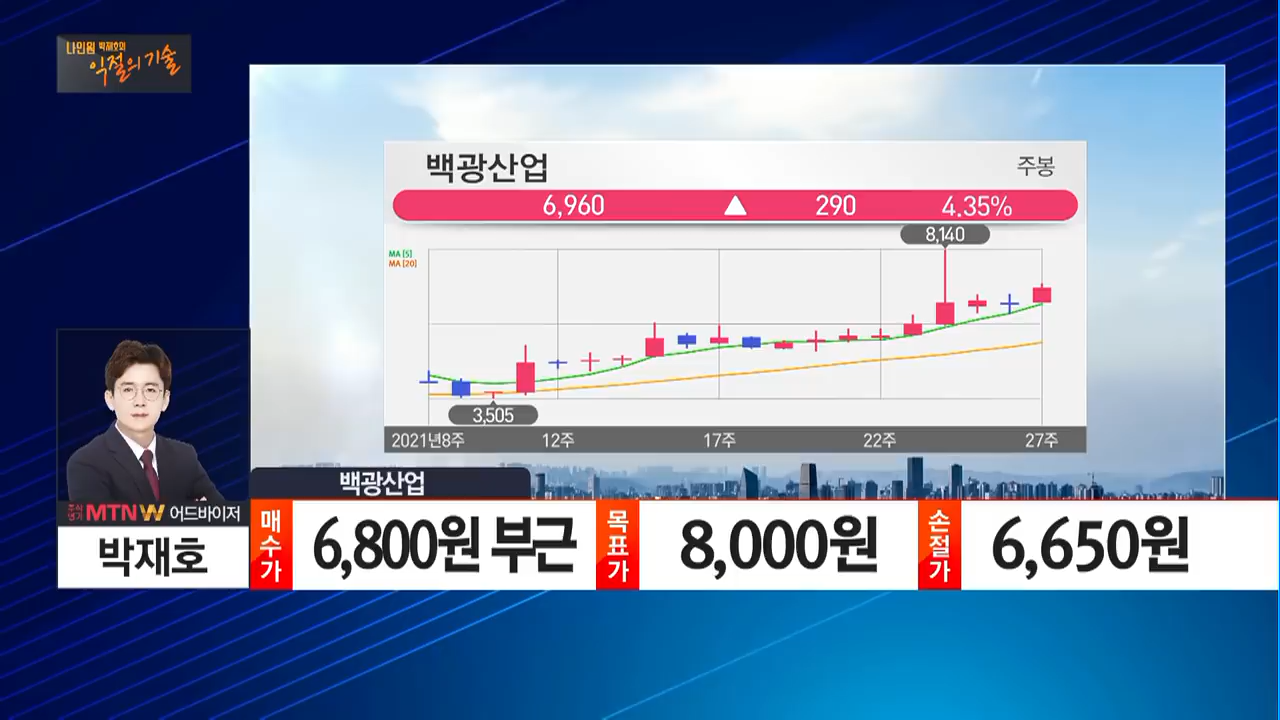 나민원 박재호의
익절의 기술
백광산업
주봉
6,960 ▲ 290 4.35%
8,140
MA [5]
MA [20]
3,505
2021년8주 12주 17주 22주 27주
백광산업
주식
MTNW 어드바이저
박재호
매수가 6,800원 부근 목표가 8,000원 손절가 6,650원